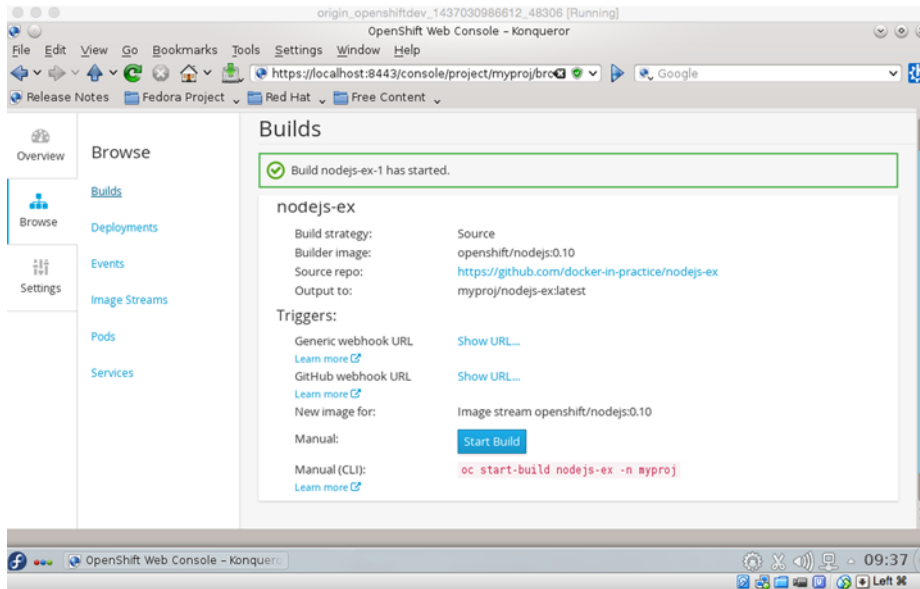 origin_openshiftdev_1437030986612_48306 [Running]
OpenShift Web Console – Konqueror
File Edit View Go Bookmarks Tools Settings Window Help
https://localhost:8443/console/project/myproj/bro Google
Release Notes Fedora Project Red Hat Free Content
Overview
Browse
Settings
Browse
Builds
Deployments
Events
Image Streams
Pods
Services
Builds
Build nodejs-ex-1 has started.
nodejs-ex
Build strategy: Source
Builder image: openshift/nodejs:0.10
Source repo: https://github.com/docker-in-practice/nodejs-ex
Output to: myproj/nodejs-ex:latest
Triggers:
Generic webhook URL Show URL...
Learn more
GitHub webhook URL Show URL...
Learn more
New image for: Image stream openshift/nodejs:0.10
Manual: Start Build
Manual (CLI): oc start-build nodejs-ex -n myproj
Learn more
OpenShift Web Console – Konquero 09:37
Left ⌘